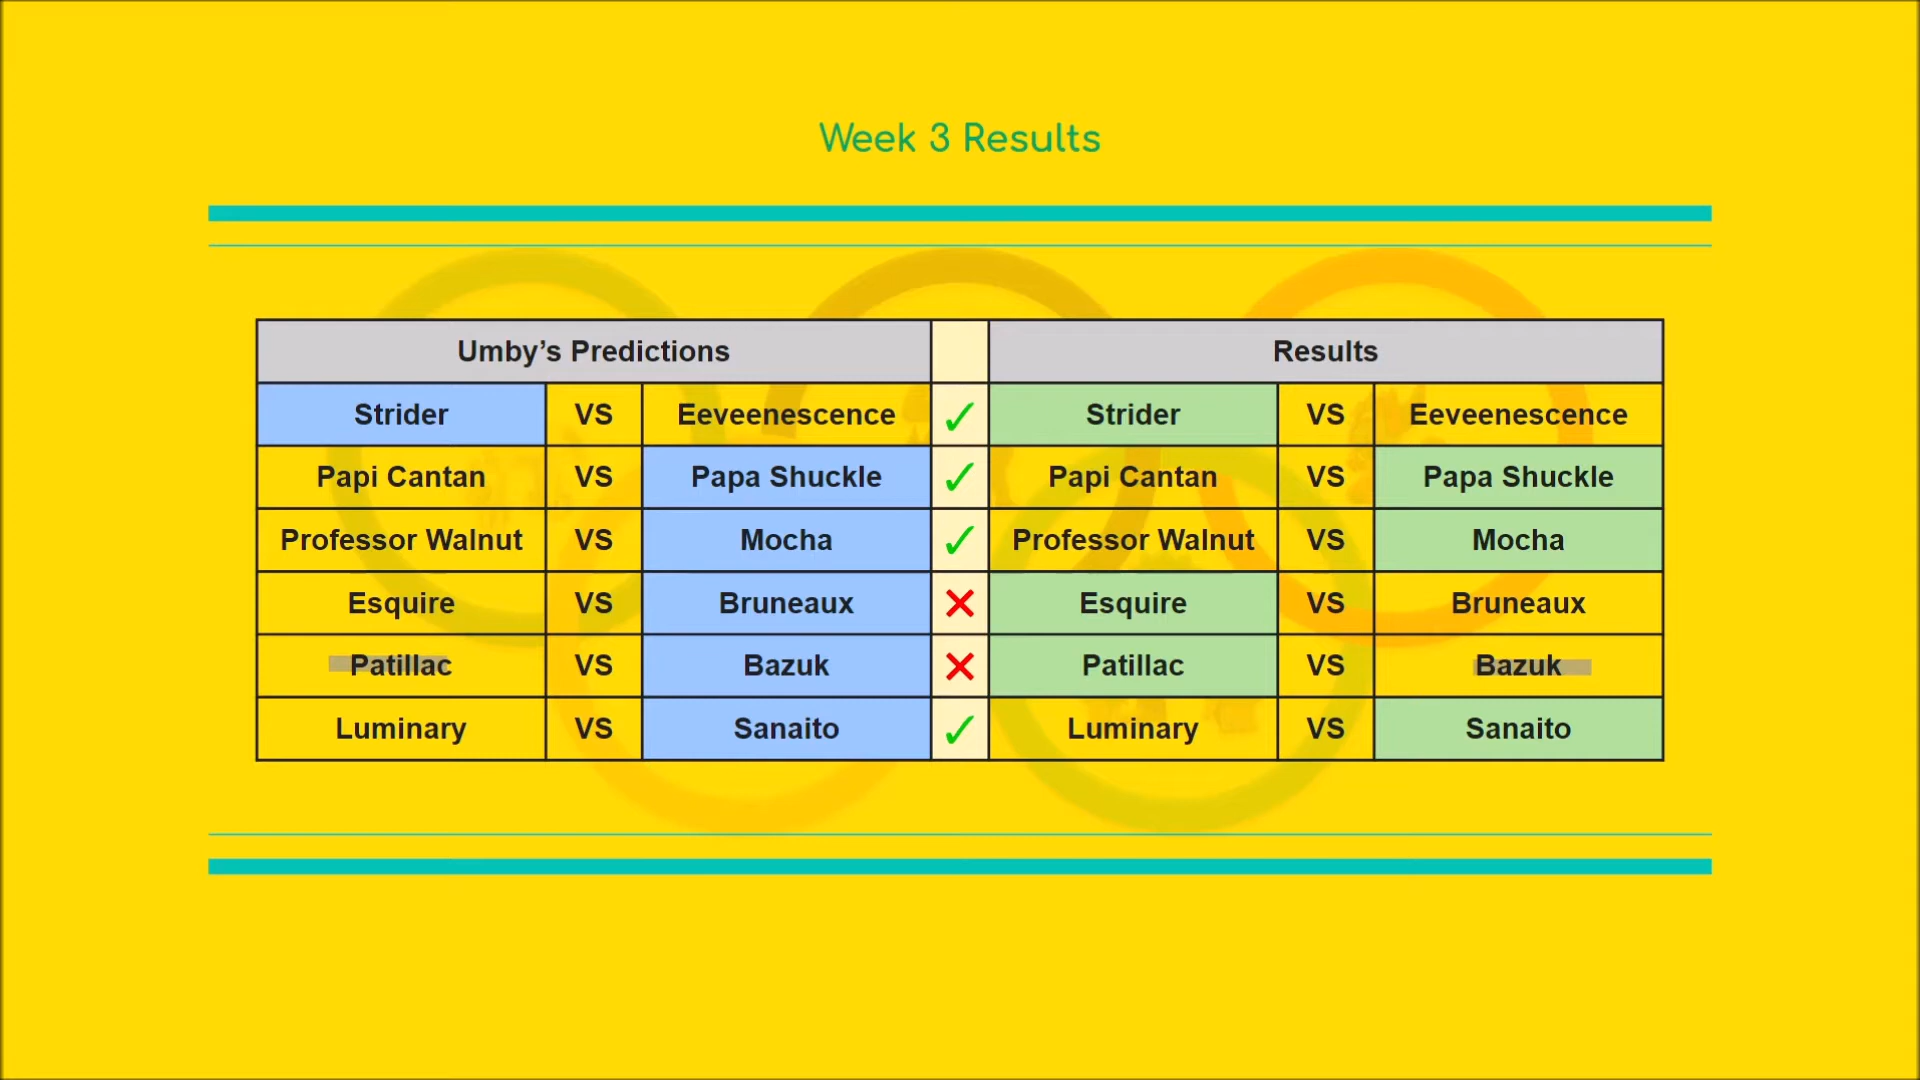 Week 3 Results
Umby's Predictions Results
Strider VS Eeveenescence ✓ Strider VS Eeveenescence
Papi Cantan VS Papa Shuckle ✓ Papi Cantan VS Papa Shuckle
Professor Walnut VS Mocha ✓ Professor Walnut VS Mocha
Esquire VS Bruneaux ✕ Esquire VS Bruneaux
Patillac VS Bazuk ✕ Patillac VS Bazuk
Luminary VS Sanaito ✓ Luminary VS Sanaito